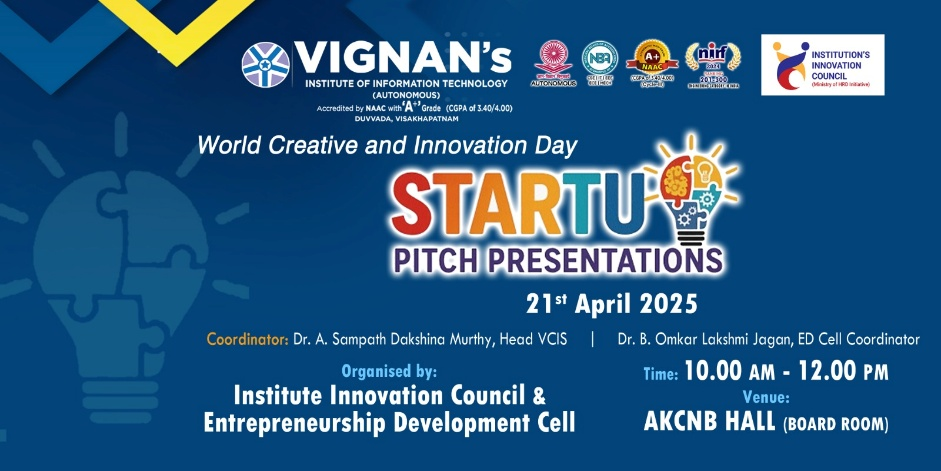 VIGNAN's
INSTITUTE OF INFORMATION TECHNOLOGY
(AUTONOMOUS)
Accredited by NAAC with 'A+' Grade (CGPA of 3.40/4.00)
DUVVADA, VISAKHAPATNAM
AUTONOMOUS
NBA
A+
NAAC
nirf
INSTITUTION'S
INNOVATION
COUNCIL
(Ministry of HRD Initiative)
World Creative and Innovation Day
STARTU
PITCH PRESENTATIONS
21st April 2025
Coordinator: Dr. A. Sampath Dakshina Murthy, Head VCIS | Dr. B. Omkar Lakshmi Jagan, ED Cell Coordinator
Organised by:
Institute Innovation Council &
Entrepreneurship Development Cell
Time: 10.00 AM - 12.00 PM
Venue:
AKCNB HALL (BOARD ROOM)